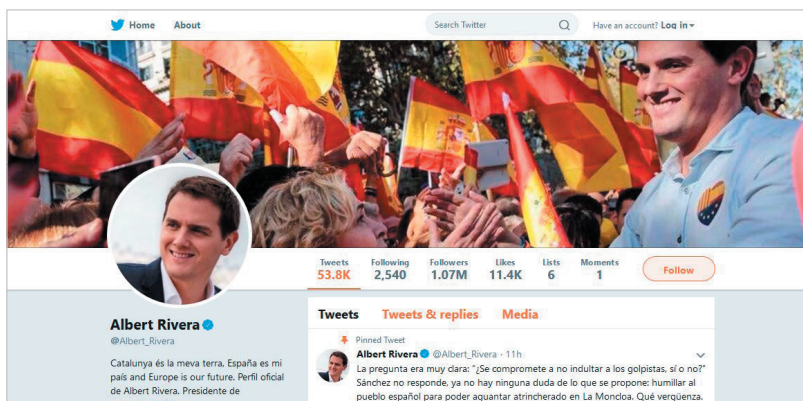 Home About Search Twitter Have an account? Log in
Tweets Following Followers Likes Lists Moments
53.8K 2,540 1.07M 11.4K 6 1 Follow
Albert Rivera
@Albert_Rivera
Catalunya és la meva terra, España es mi
país and Europe is our future. Perfil oficial
de Albert Rivera. Presidente de
Tweets Tweets & replies Media
Pinned Tweet
Albert Rivera @Albert_Rivera · 11h
La pregunta era muy clara: "¿Se compromete a no indultar a los golpistas, sí o no?"
Sánchez no responde, ya no hay ninguna duda de lo que se propone: humillar al
pueblo español para poder aguantar atrincherado en La Moncloa. Qué vergüenza.